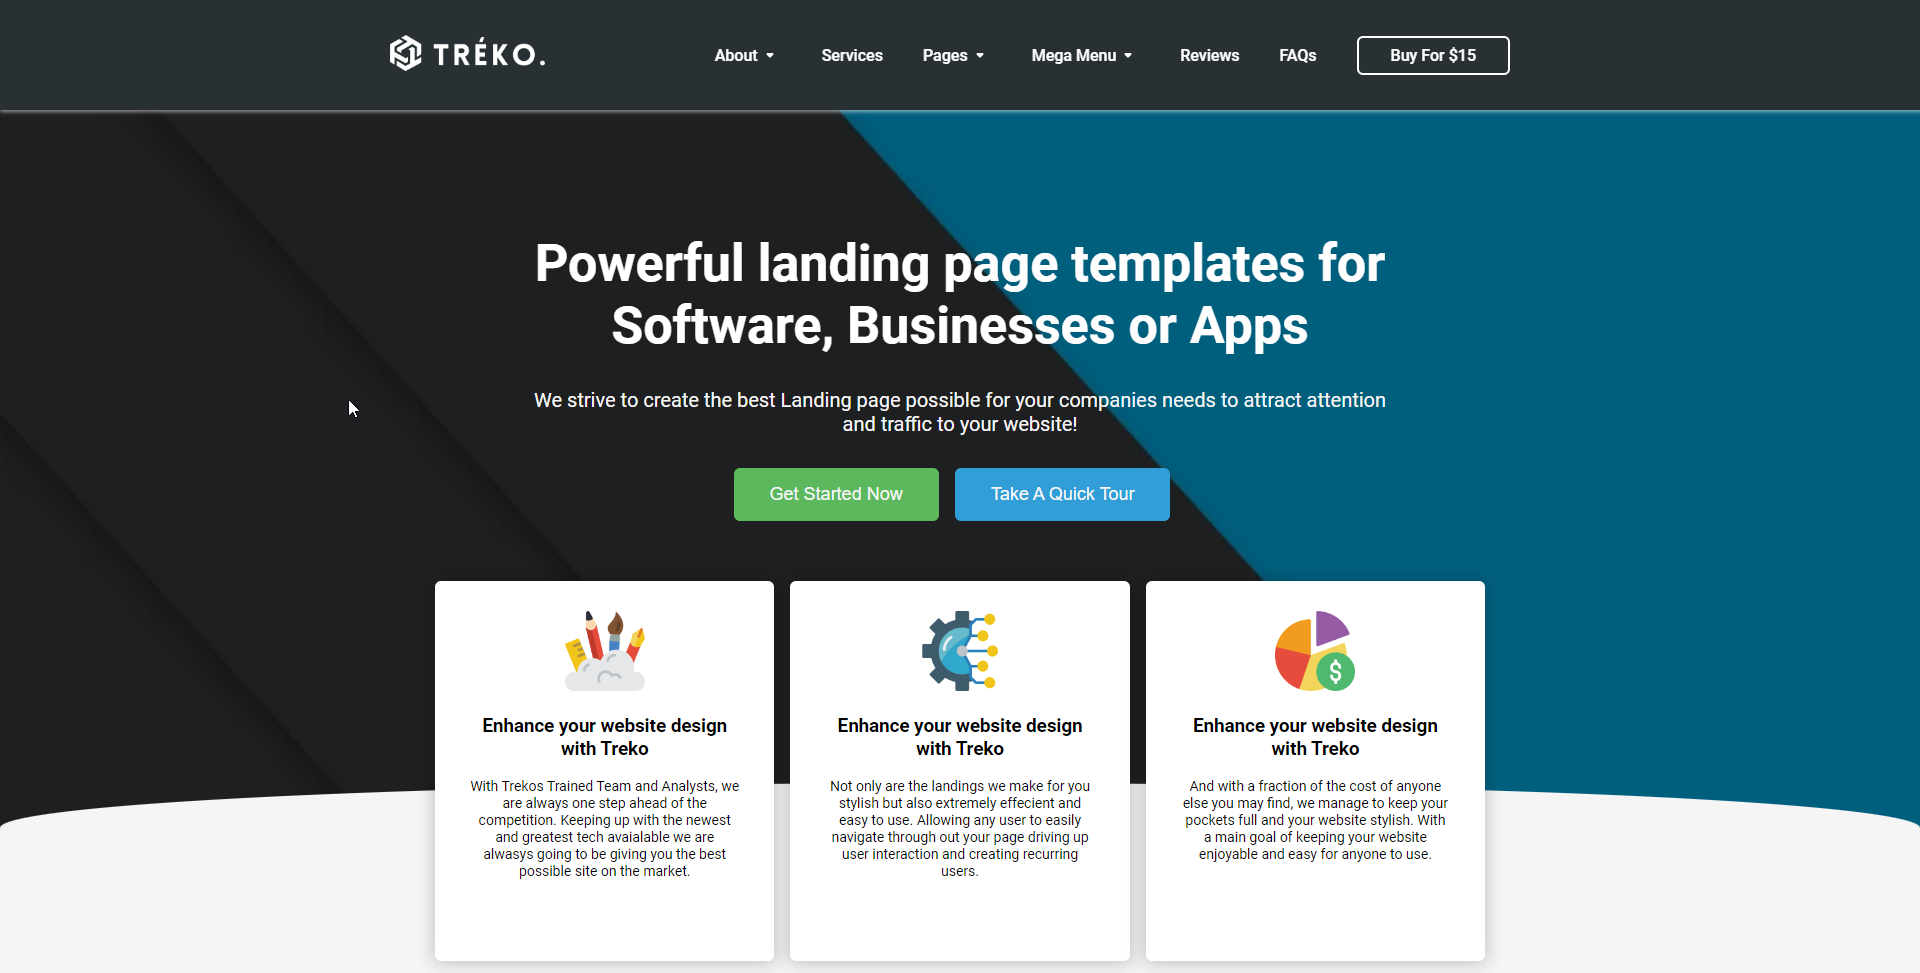 TRÉKO.
About
Services
Pages
Mega Menu
Reviews
FAQs
Buy For $15
Powerful landing page templates for
Software, Businesses or Apps
We strive to create the best Landing page possible for your companies needs to attract attention
and traffic to your website!
Get Started Now
Take A Quick Tour
Enhance your website design
with Treko
With Trekos Trained Team and Analysts, we
are always one step ahead of the
competition. Keeping up with the newest
and greatest tech avaialable we are
alwasys going to be giving you the best
possible site on the market.
Enhance your website design
with Treko
Not only are the landings we make for you
stylish but also extremely effecient and
easy to use. Allowing any user to easily
navigate through out your page driving up
user interaction and creating recurring
users.
$
Enhance your website design
with Treko
And with a fraction of the cost of anyone
else you may find, we manage to keep your
pockets full and your website stylish. With
a main goal of keeping your website
enjoyable and easy for anyone to use.